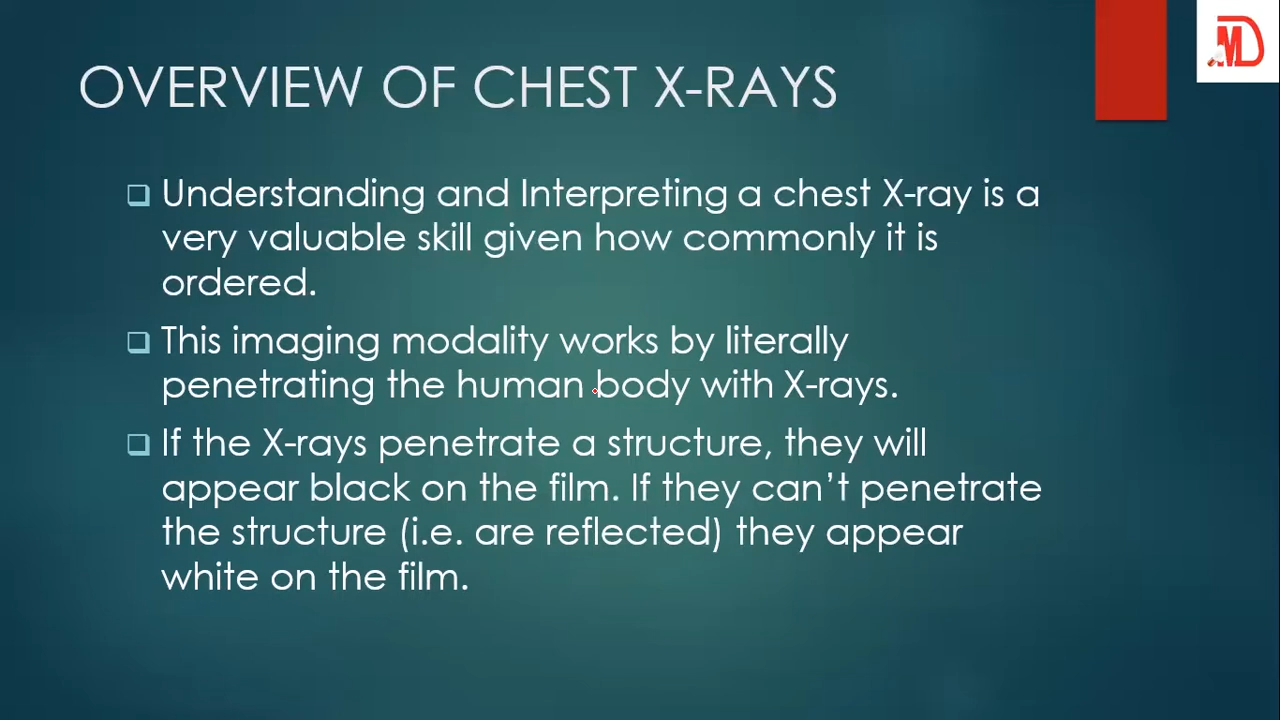 OVERVIEW OF CHEST X-RAYS
Understanding and Interpreting a chest X-ray is a
very valuable skill given how commonly it is
ordered.
This imaging modality works by literally
penetrating the human body with X-rays.
If the X-rays penetrate a structure, they will
appear black on the film. If they can’t penetrate
the structure (i.e. are reflected) they appear
white on the film.